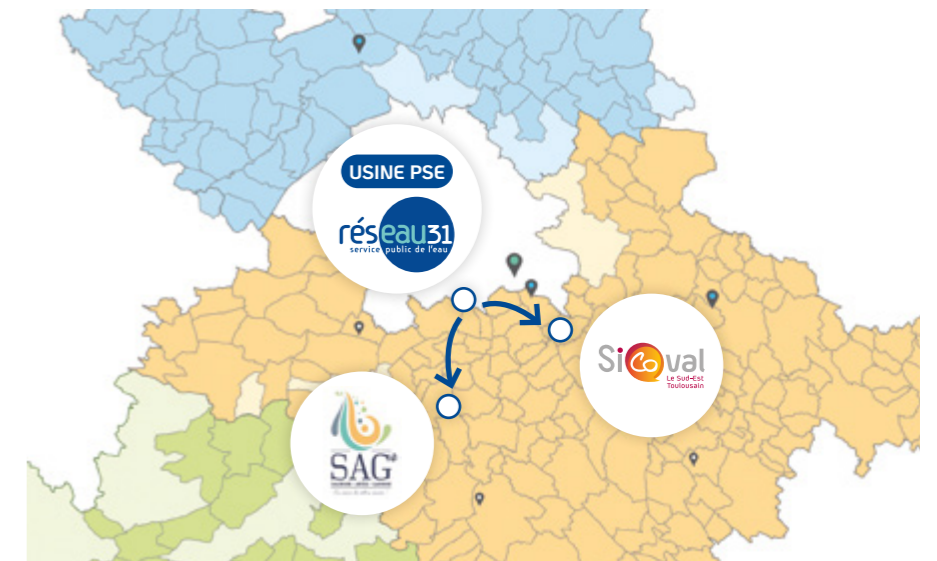 USINE PSE
réseau31
service public de l'eau
SiCoval
Le Sud-Est
Toulousain
SAG